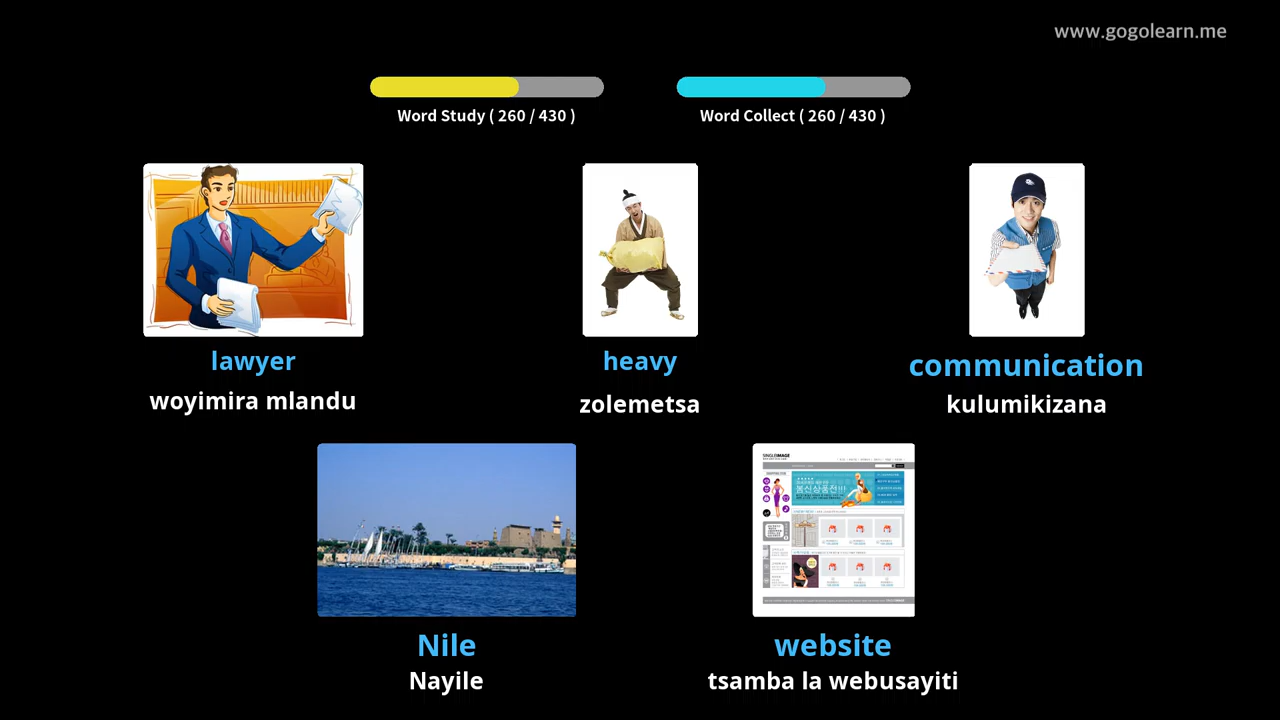 www.gogolearn.me
Word Study ( 260 / 430 )
Word Collect ( 260 / 430 )
lawyer
woyimira mlandu
heavy
zolemetsa
communication
kulumikizana
Nile
Nayile
website
tsamba la webusayiti